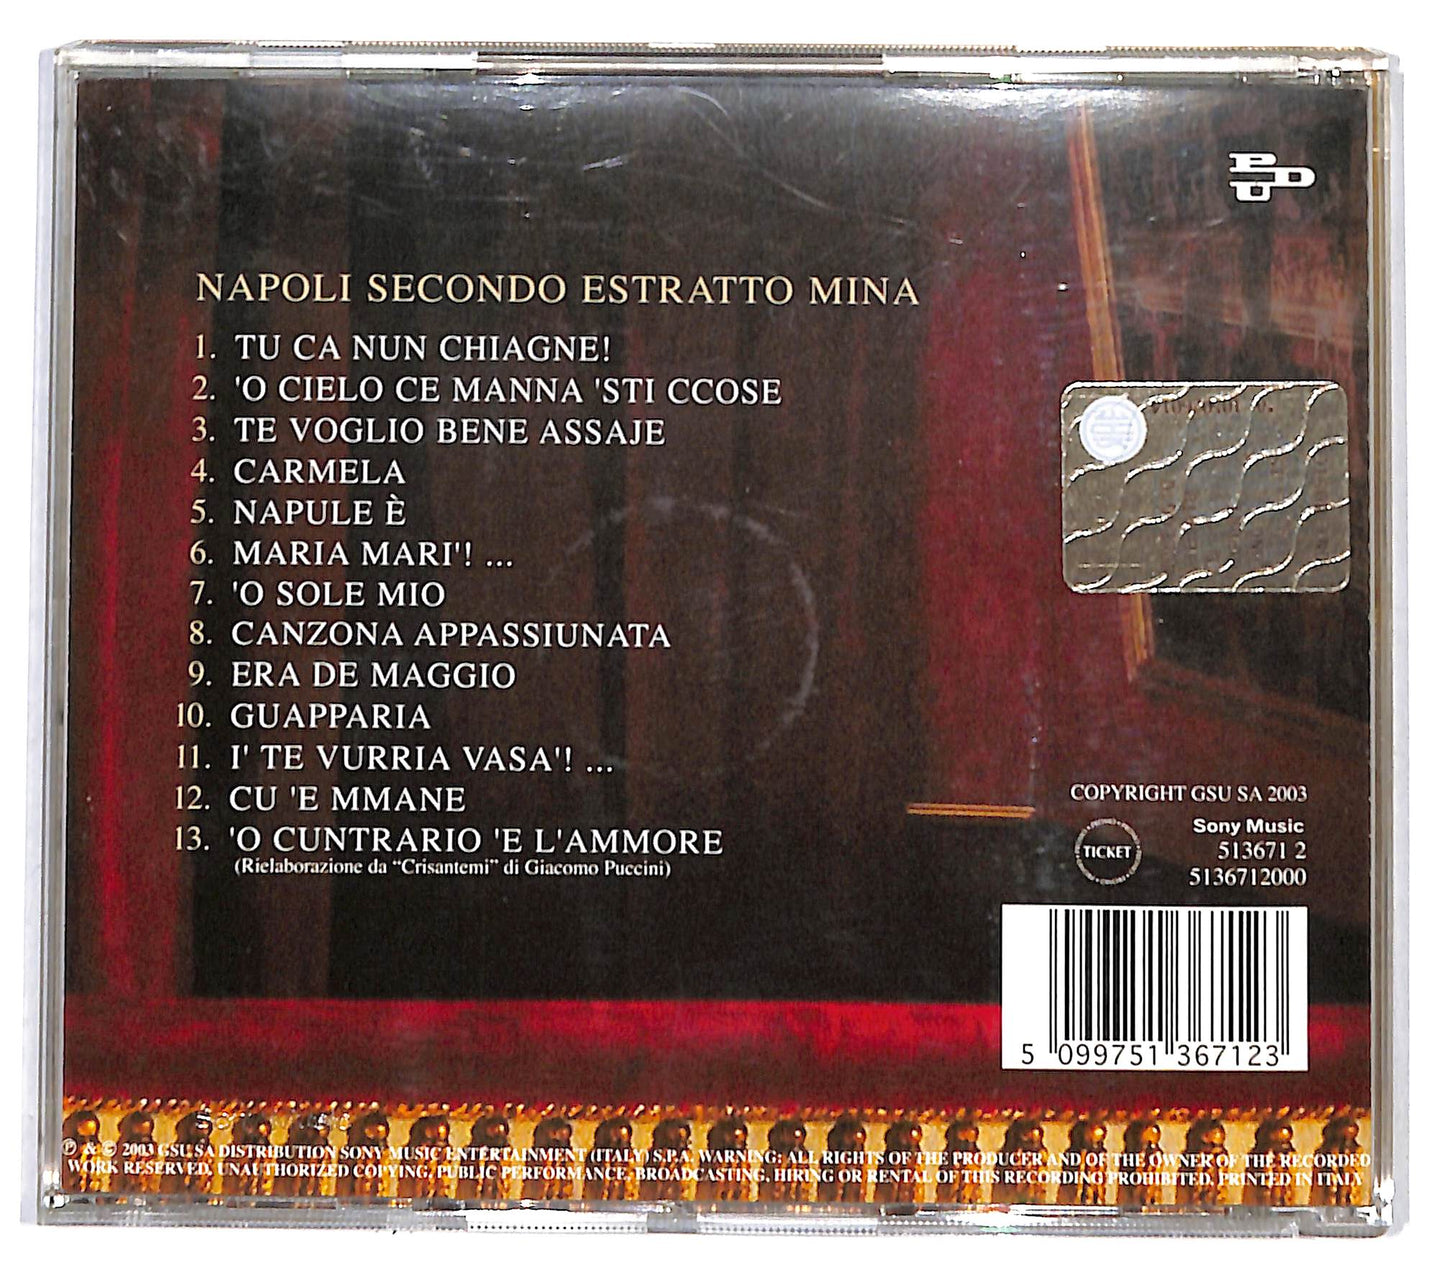 PDU
NAPOLI SECONDO ESTRATTO MINA
1. TU CA NUN CHIAGNE!
2. 'O CIELO CE MANNA 'STI CCOSE
3. TE VOGLIO BENE ASSAJE
4. CARMELA
5. NAPULE È
6. MARIA MARI'! ...
7. 'O SOLE MIO
8. CANZONA APPASSIUNATA
9. ERA DE MAGGIO
10. GUAPPARIA
11. I' TE VURRIA VASA'! ...
12. CU 'E MMANE
13. 'O CUNTRARIO 'E L'AMMORE
(Rielaborazione da “Crisantemi” di Giacomo Puccini)
COPYRIGHT GSU SA 2003
TICKET
Sony Music
513671 2
5136712000
5 099751 367123
℗ & © 2003 GSU SA DISTRIBUTION SONY MUSIC ENTERTAINMENT (ITALY) S.P.A. WARNING: ALL RIGHTS OF THE PRODUCER AND OF THE OWNER OF THE RECORDED
WORK RESERVED. UNAUTHORIZED COPYING, PUBLIC PERFORMANCE, BROADCASTING, HIRING OR RENTAL OF THIS RECORDING PROHIBITED. PRINTED IN ITALY